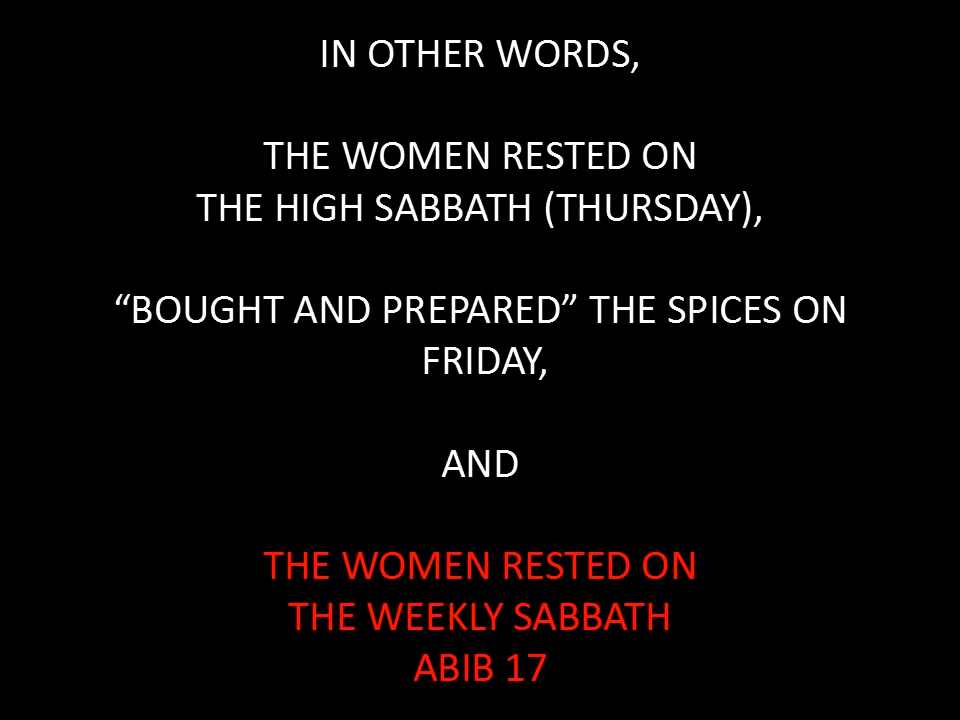 IN OTHER WORDS,
THE WOMEN RESTED ON
THE HIGH SABBATH (THURSDAY),
“BOUGHT AND PREPARED” THE SPICES ON
FRIDAY,
AND
THE WOMEN RESTED ON
THE WEEKLY SABBATH
ABIB 17